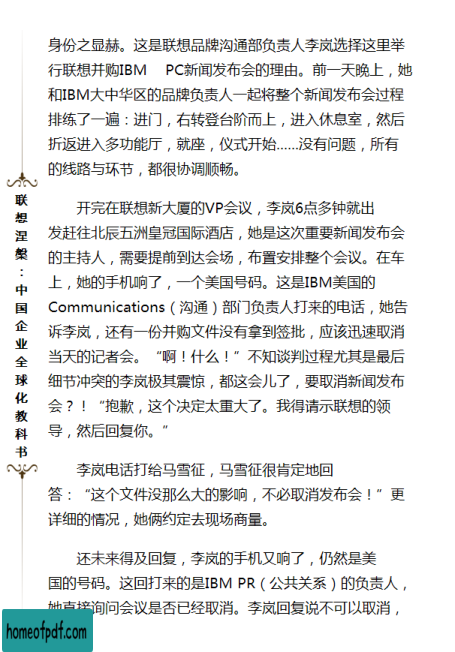 身份之显赫。这是联想品牌沟通部负责人李岚选择这里举
行联想并购IBM PC新闻发布会的理由。前一天晚上，她
和IBM大中华区的品牌负责人一起将整个新闻发布会过程
排练了一遍：进门，右转登台阶而上，进入休息室，然后
折返进入多功能厅，就座，仪式开始……没有问题，所有
的线路与环节，都很协调顺畅。
开完在联想新大厦的VP会议，李岚6点多钟就出
发赶往北辰五洲皇冠国际酒店，她是这次重要新闻发布会
的主持人，需要提前到达会场，布置安排整个会议。在车
上，她的手机响了，一个美国号码。这是IBM美国的
Communications（沟通）部门负责人打来的电话，她告
诉李岚，还有一份并购文件没有拿到签批，应该迅速取消
当天的记者会。“啊！什么！”不知谈判过程尤其是最后
细节冲突的李岚极其震惊，都这会儿了，要取消新闻发布
会？！“抱歉，这个决定太重大了。我得请示联想的领
导，然后回复你。”
李岚电话打给马雪征，马雪征很肯定地回
答：“这个文件没那么大的影响，不必取消发布会！”更
详细的情况，她俩约定去现场商量。
还未来得及回复，李岚的手机又响了，仍然是美
国的号码。这回打来的是IBM PR（公共关系）的负责人，
她直接询问会议是否已经取消。李岚回复说不可以取消，
联想涅槃：中国企业全球化教科书
homeofpdf.com